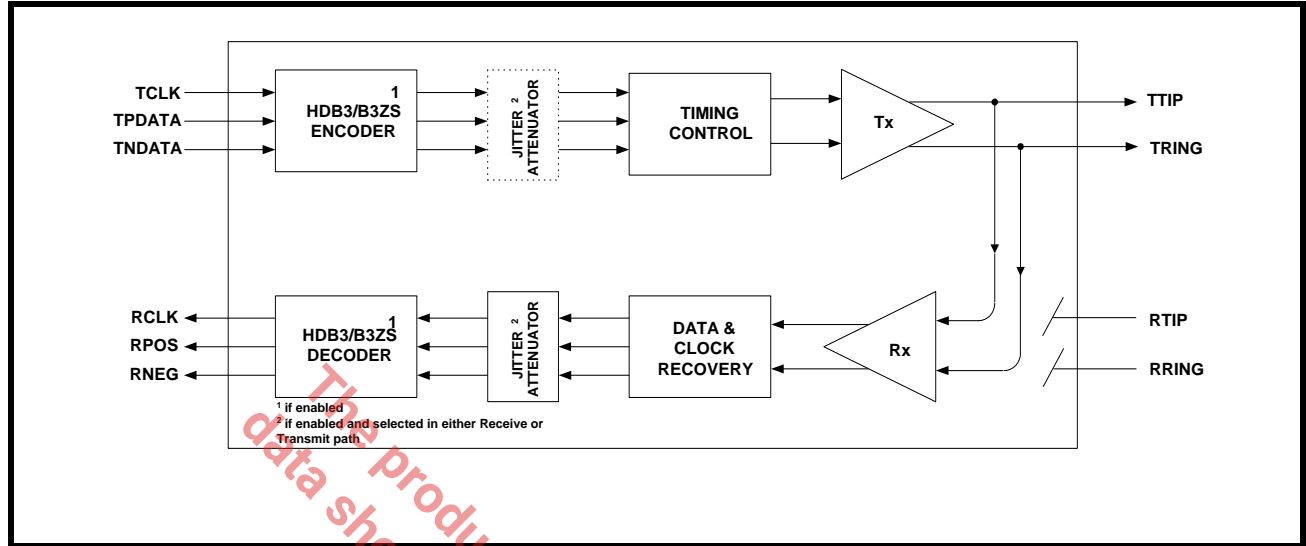 TCLK
TPDATA
TNDATA
1
HDB3/B3ZS
ENCODER
JITTER 2
ATTENUATOR
TIMING
CONTROL
Tx
TTIP
TRING
RCLK
RPOS
RNEG
1
HDB3/B3ZS
DECODER
JITTER 2
ATTENUATOR
DATA &
CLOCK
RECOVERY
Rx
RTIP
RRING
1 if enabled
2 if enabled and selected in either Receive or
Transmit path
The
data